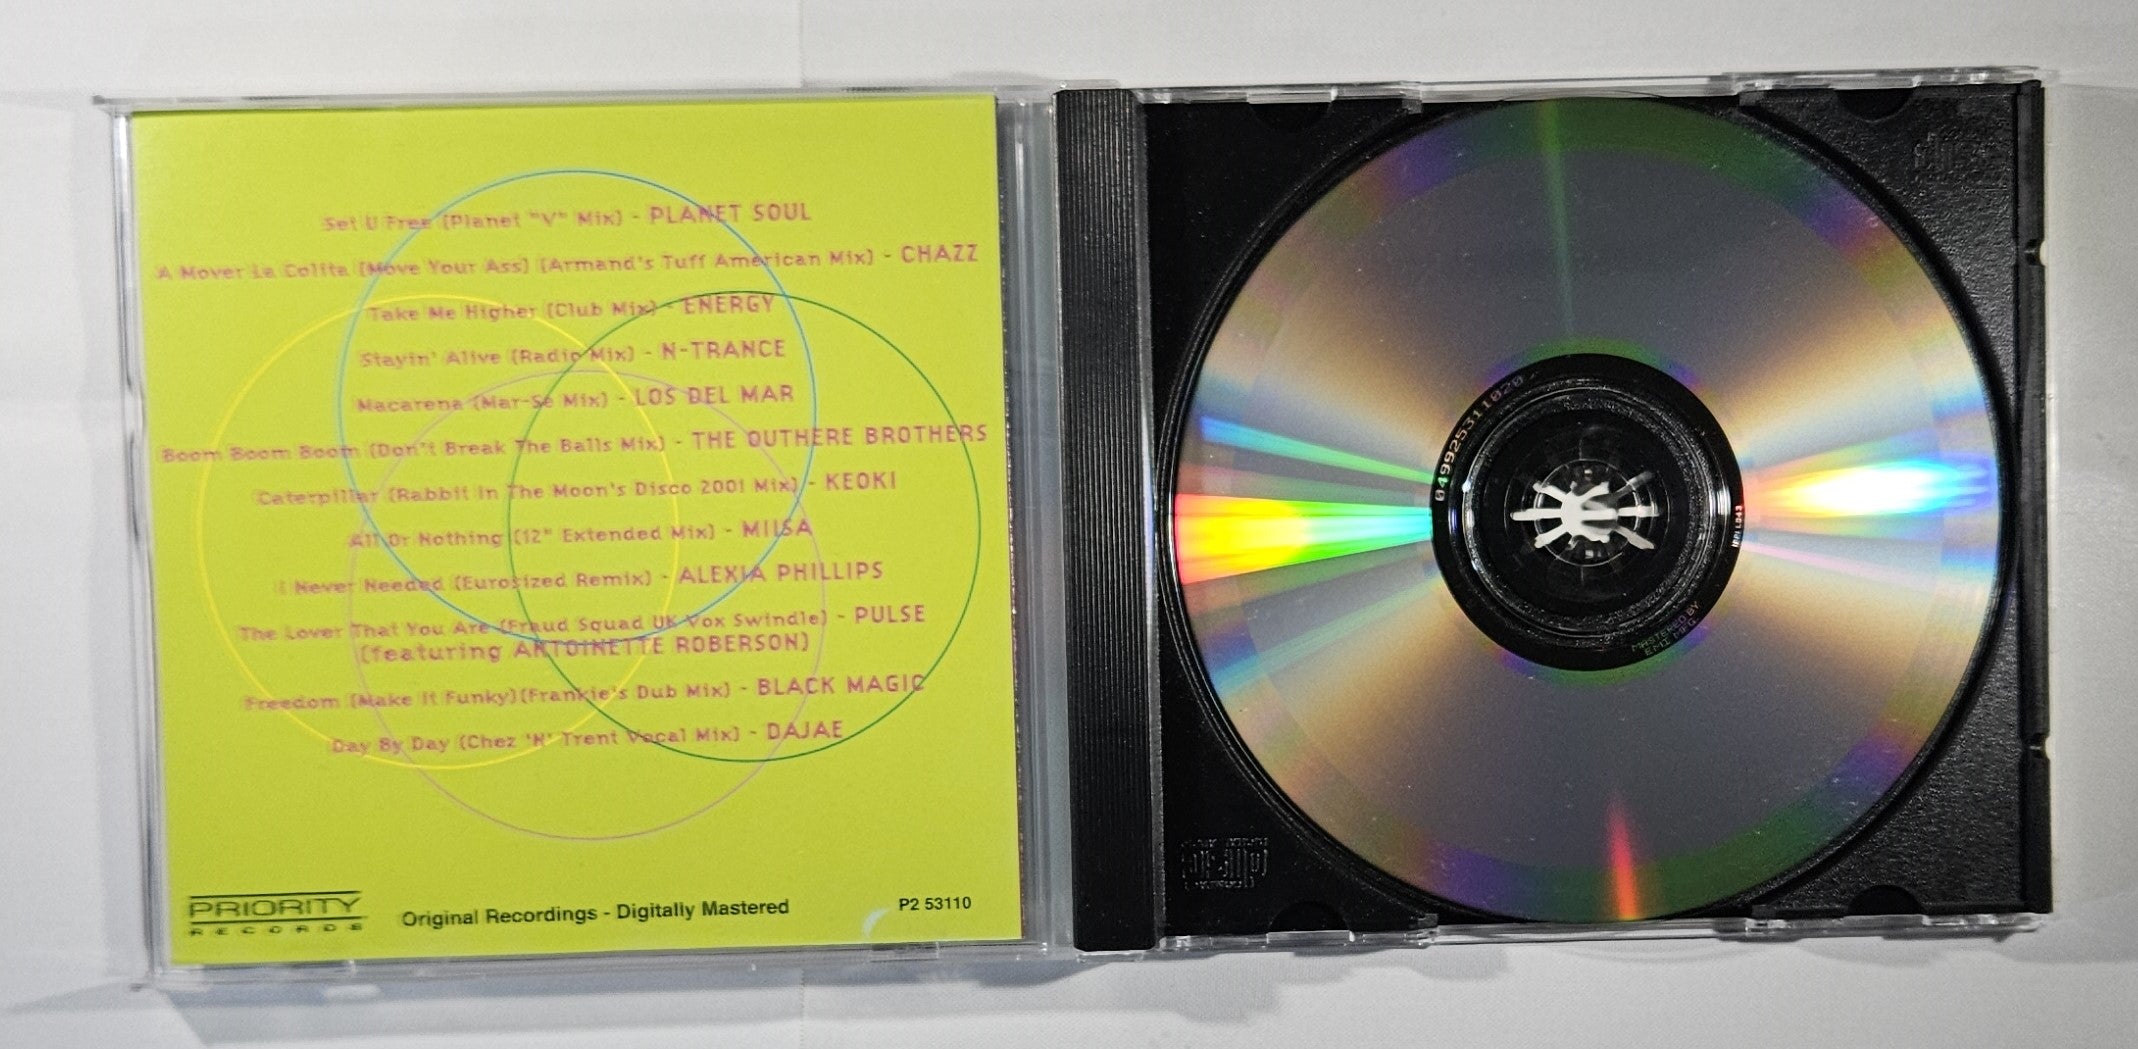 Set U Free (Planet "V" Mix) - PLANET SOUL
A Mover La Colita (Move Your Ass) (Armand's Tuff American Mix) - CHAZZ
Take Me Higher (Club Mix) - ENERGY
Stayin' Alive (Radio Mix) - N-TRANCE
Macarena (Mar-Se Mix) - LOS DEL MAR
Boom Boom Boom (Don't Break The Balls Mix) - THE OUTHERE BROTHERS
Caterpillar (Rabbit In The Moon's Disco 2001 Mix) - KEOKI
All Or Nothing (12" Extended Mix) - MIISA
I Never Needed (Eurosized Remix) - ALEXIA PHILLIPS
The Lover That You Are (Fraud Squad UK Vox Swindle) - PULSE
(featuring ANTOINETTE ROBERSON)
Freedom (Make It Funky)(Frankie's Dub Mix) - BLACK MAGIC
Day By Day (Chez 'N' Trent Vocal Mix) - DAJAE
PRIORITY
RECORDS
Original Recordings - Digitally Mastered
P2 53110
04992531102
MASTERED BY
EMI MFG.